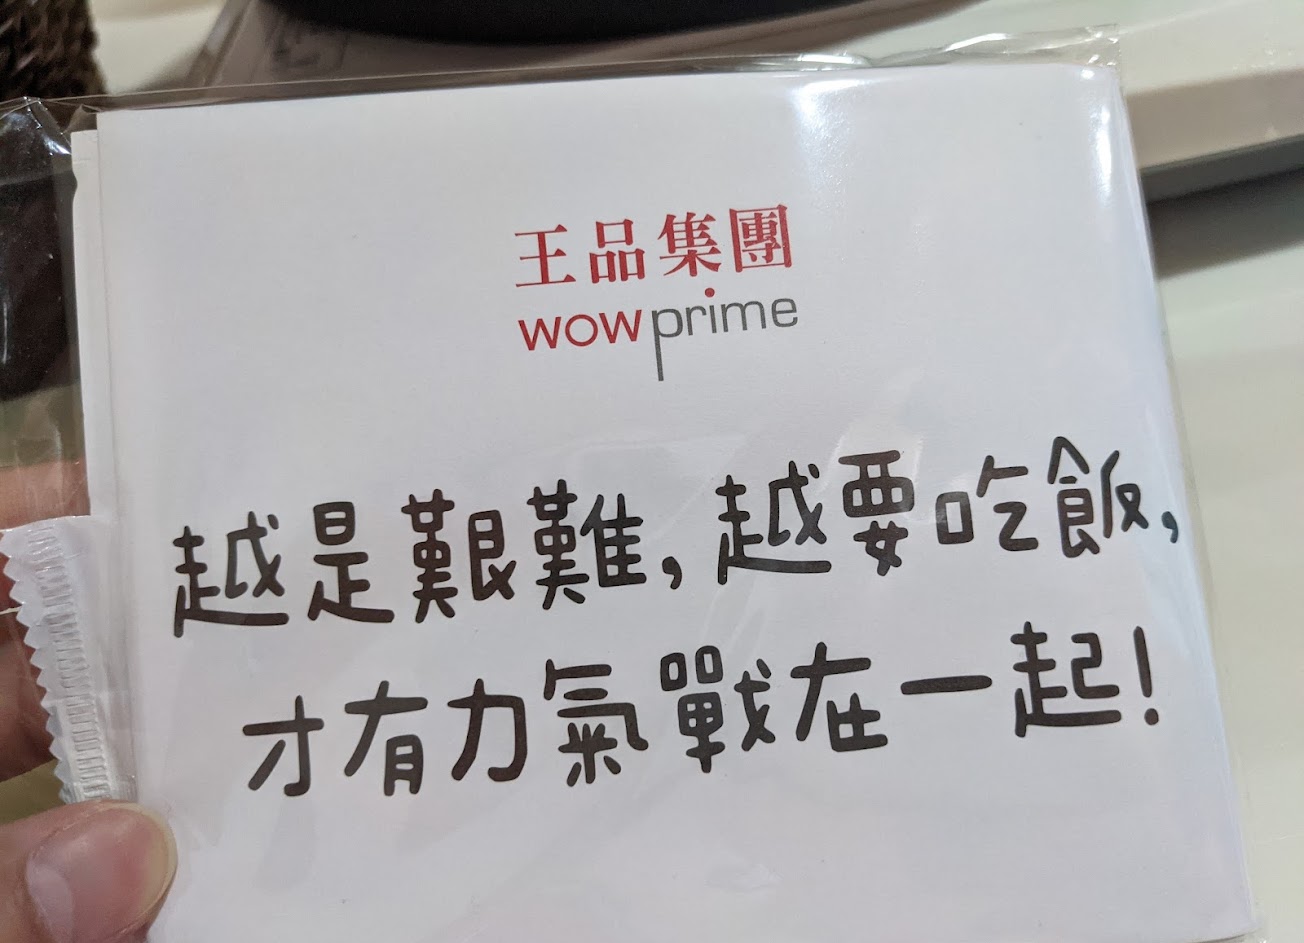 王品集團
wowprime
越是艱難,越要吃飯,
才有力氣戰在一起!